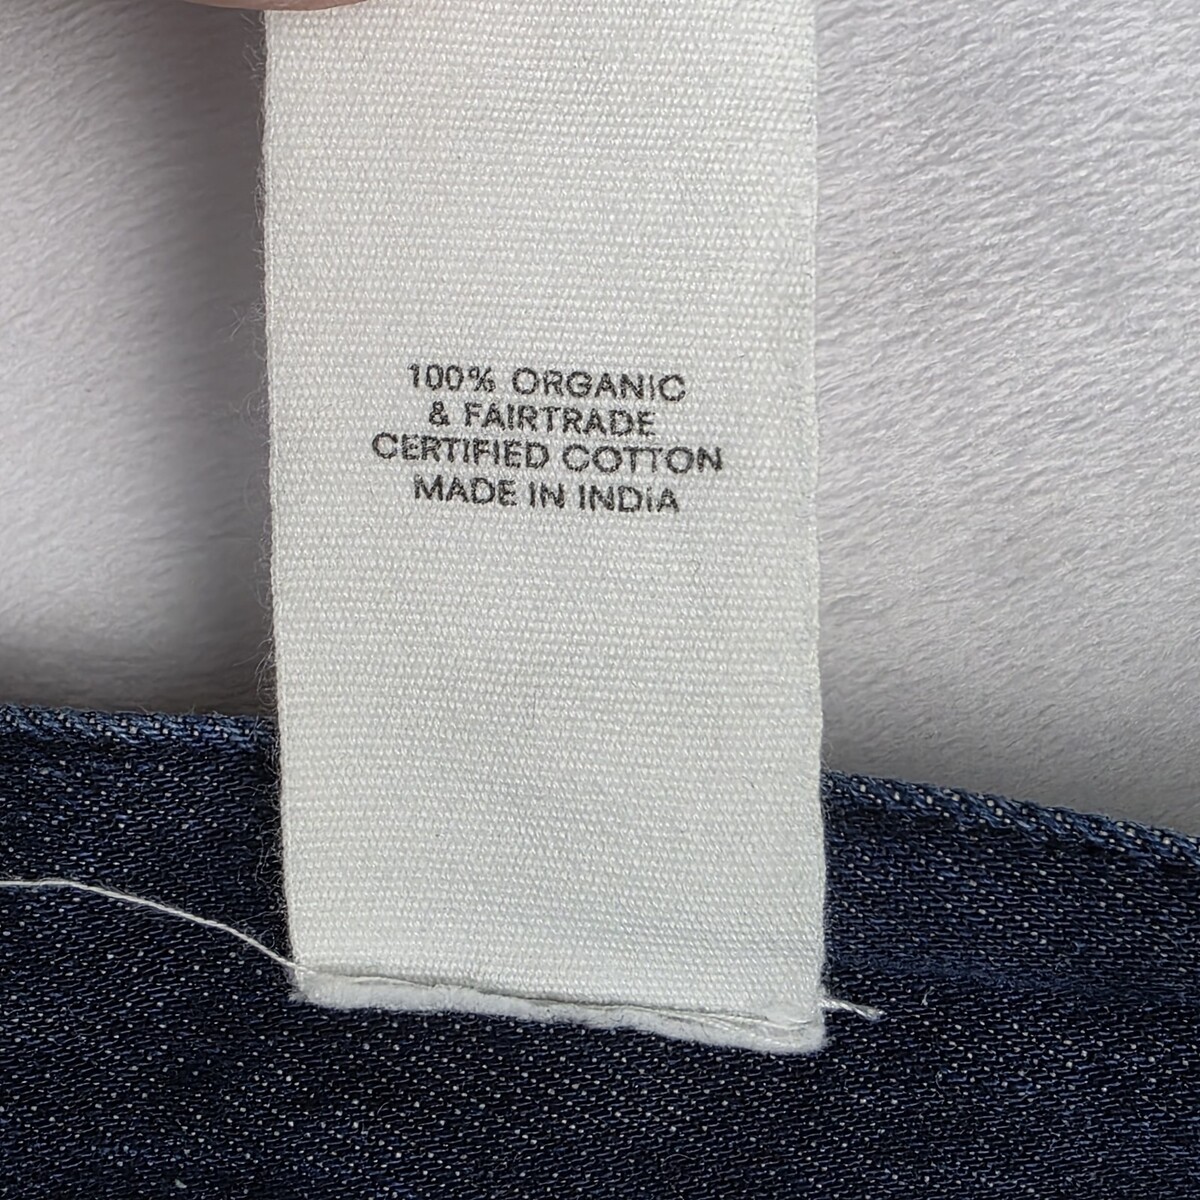 100% ORGANIC
& FAIRTRADE
CERTIFIED COTTON
MADE IN INDIA